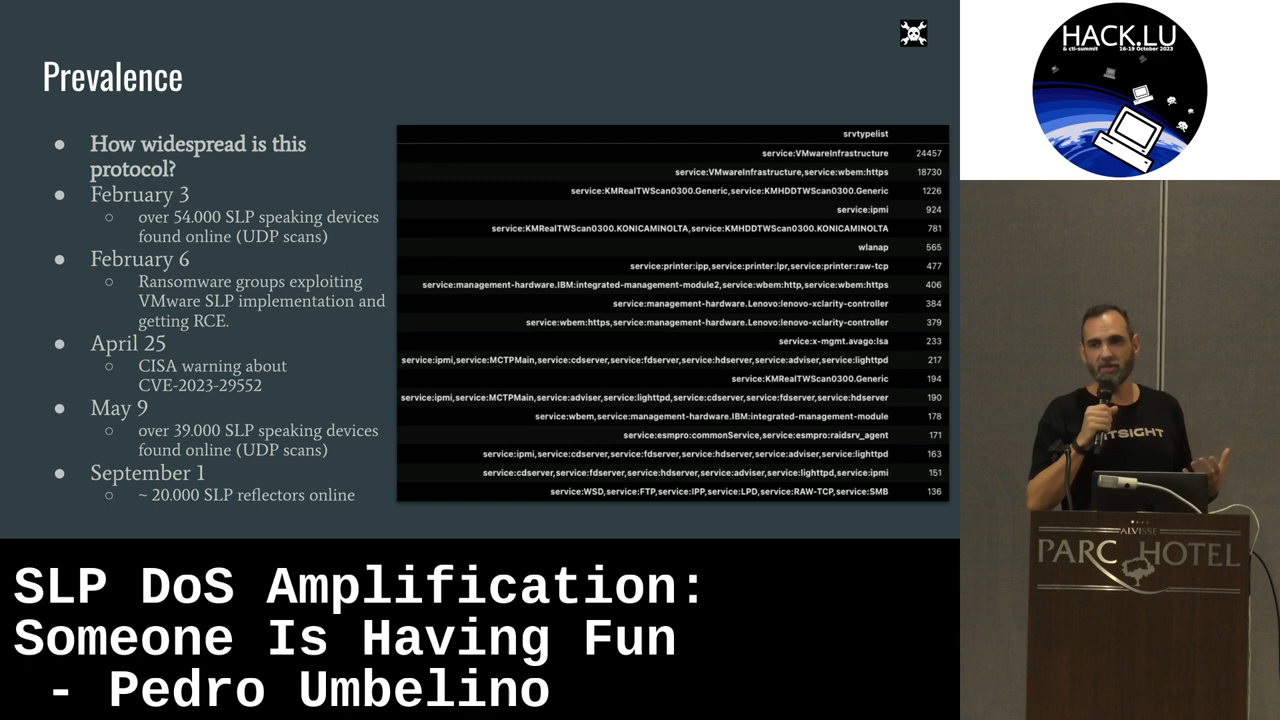 Prevalence
● How widespread is this
protocol?
● February 3
○ over 54.000 SLP speaking devices
found online (UDP scans)
● February 6
○ Ransomware groups exploiting
VMware SLP implementation and
getting RCE.
● April 25
○ CISA warning about
CVE-2023-29552
● May 9
○ over 39.000 SLP speaking devices
found online (UDP scans)
● September 1
○ ~ 20.000 SLP reflectors online
srvtypelist
service:VMwareInfrastructure 24457
service:VMwareInfrastructure,service:wbem:https 18730
service:KMRealTWScan0300.Generic,service:KMHDDTWScan0300.Generic 1226
service:ipmi 924
service:KMRealTWScan0300.KONICAMINOLTA,service:KMHDDTWScan0300.KONICAMINOLTA 781
wlanap 565
service:printer:ipp,service:printer:lpr,service:printer:raw-tcp 477
service:management-hardware.IBM:integrated-management-module2,service:wbem:http,service:wbem:https 406
service:management-hardware.Lenovo:lenovo-xclarity-controller 384
service:wbem:https,service:management-hardware.Lenovo:lenovo-xclarity-controller 379
service:x-mgmt.avago:lsa 233
service:ipmi,service:MCTPMain,service:cdserver,service:fdserver,service:hdserver,service:adviser,service:lighttpd 217
service:KMRealTWScan0300.Generic 194
service:ipmi,service:MCTPMain,service:adviser,service:lighttpd,service:cdserver,service:fdserver,service:hdserver 190
service:wbem,service:management-hardware.IBM:integrated-management-module 178
service:esmpro:commonService,service:esmpro:raidsrv_agent 171
service:ipmi,service:cdserver,service:fdserver,service:hdserver,service:adviser,service:lighttpd 163
service:cdserver,service:fdserver,service:hdserver,service:adviser,service:lighttpd,service:ipmi 151
service:WSD,service:FTP,service:IPP,service:LPD,service:RAW-TCP,service:SMB 136
HACK.LU
& cti-summit 16-19 October 2023
ITSIGHT
ALVISSE
PARC HOTEL
SLP DoS Amplification:
Someone Is Having Fun
- Pedro Umbelino